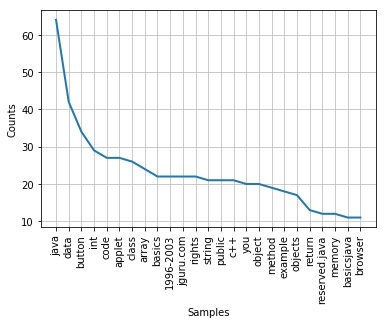 60
50
40
30
20
10
Counts
java
data
button
int
code
applet
class
array
basics
1996-2003
jguru.com
rights
string
public
c++
you
object
method
example
objects
return
reserved.java
memory
basicsjava
browser
Samples